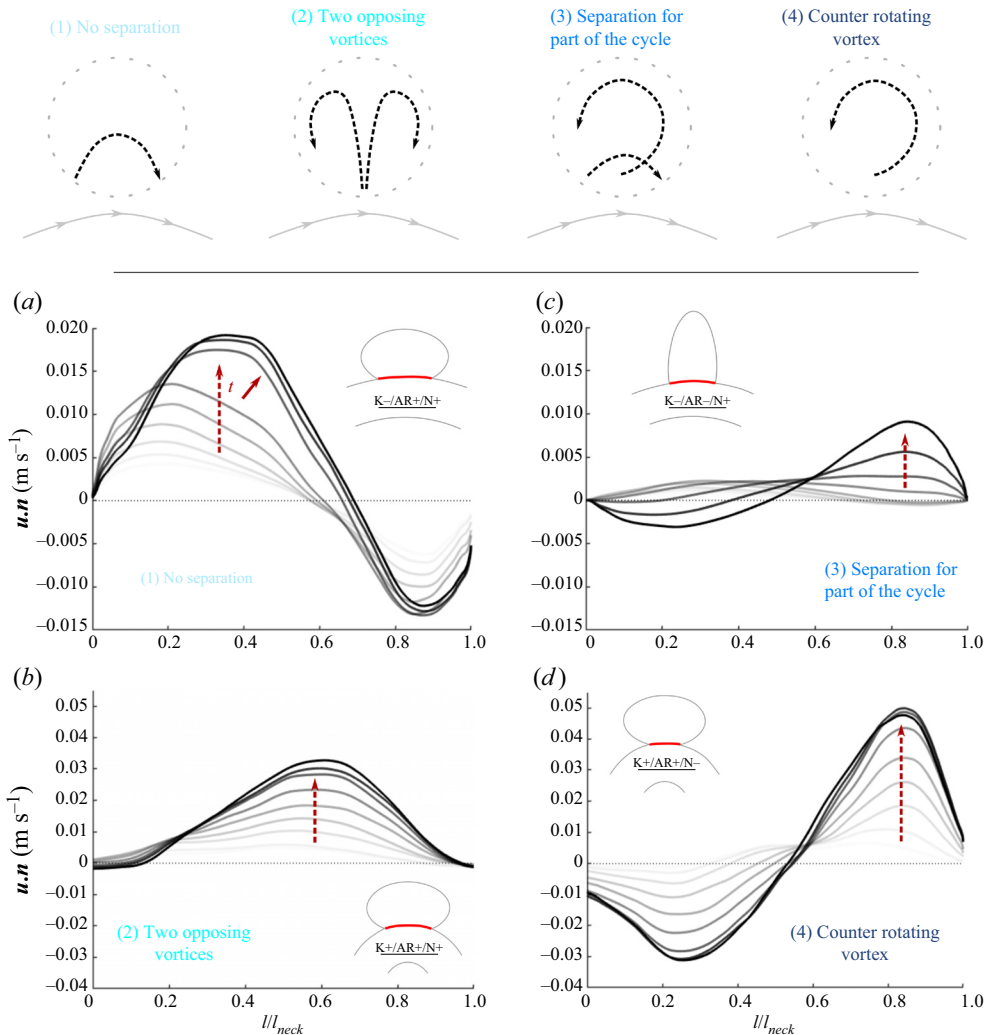 (1) No separation
(2) Two opposing
vortices
(3) Separation for
part of the cycle
(4) Counter rotating
vortex
(a)
u.n (m s⁻¹)
0.020
0.015
0.010
0.005
0
−0.005
−0.010
−0.015
t
K−/AR+/N+
(1) No separation
0 0.2 0.4 0.6 0.8 1.0
(c)
0.020
0.015
0.010
0.005
0
−0.005
−0.010
−0.015
K−/AR−/N+
(3) Separation for
part of the cycle
0 0.2 0.4 0.6 0.8 1.0
(b)
u.n (m s⁻¹)
0.05
0.04
0.03
0.02
0.01
0
−0.01
−0.02
−0.03
−0.04
(2) Two opposing
vortices
K+/AR+/N+
0 0.2 0.4 0.6 0.8 1.0
l/l_neck
(d)
0.05
0.04
0.03
0.02
0.01
0
−0.01
−0.02
−0.03
−0.04
K+/AR+/N−
(4) Counter rotating
vortex
0 0.2 0.4 0.6 0.8 1.0
l/l_neck